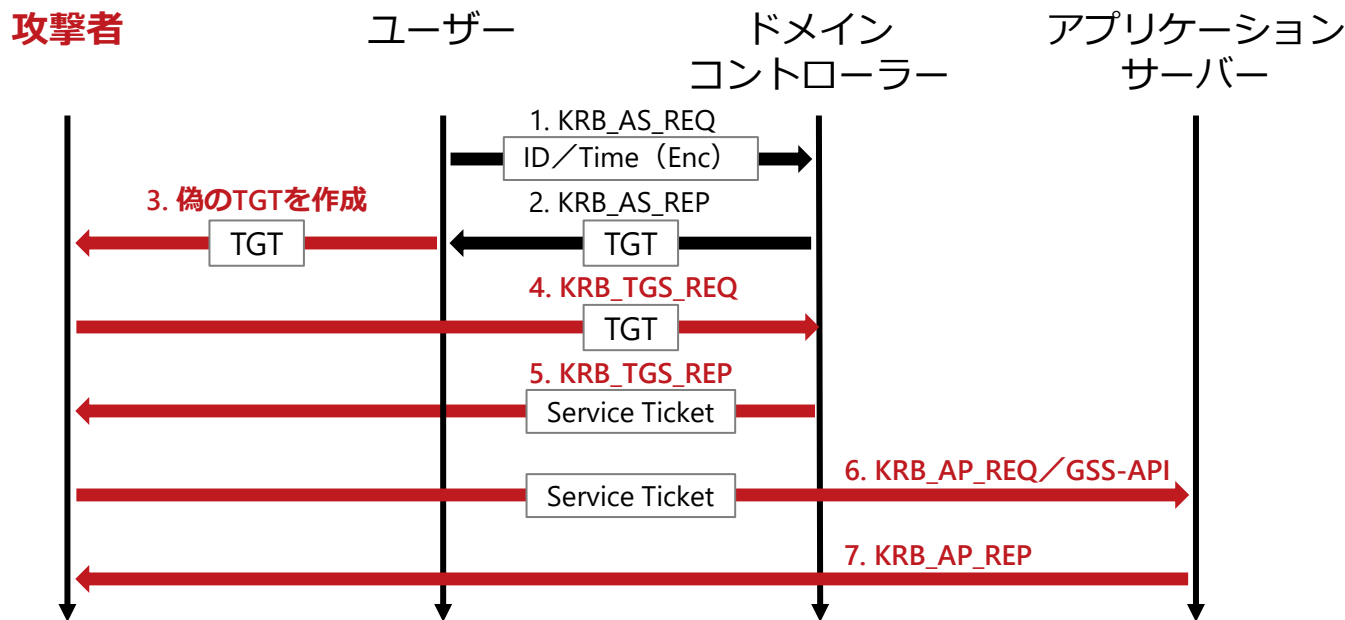 攻撃者
ユーザー
ドメイン
コントローラー
アプリケーション
サーバー
1. KRB_AS_REQ
ID／Time（Enc）
3. 偽のTGTを作成
2. KRB_AS_REP
TGT
TGT
4. KRB_TGS_REQ
TGT
5. KRB_TGS_REP
Service Ticket
6. KRB_AP_REQ／GSS-API
Service Ticket
7. KRB_AP_REP